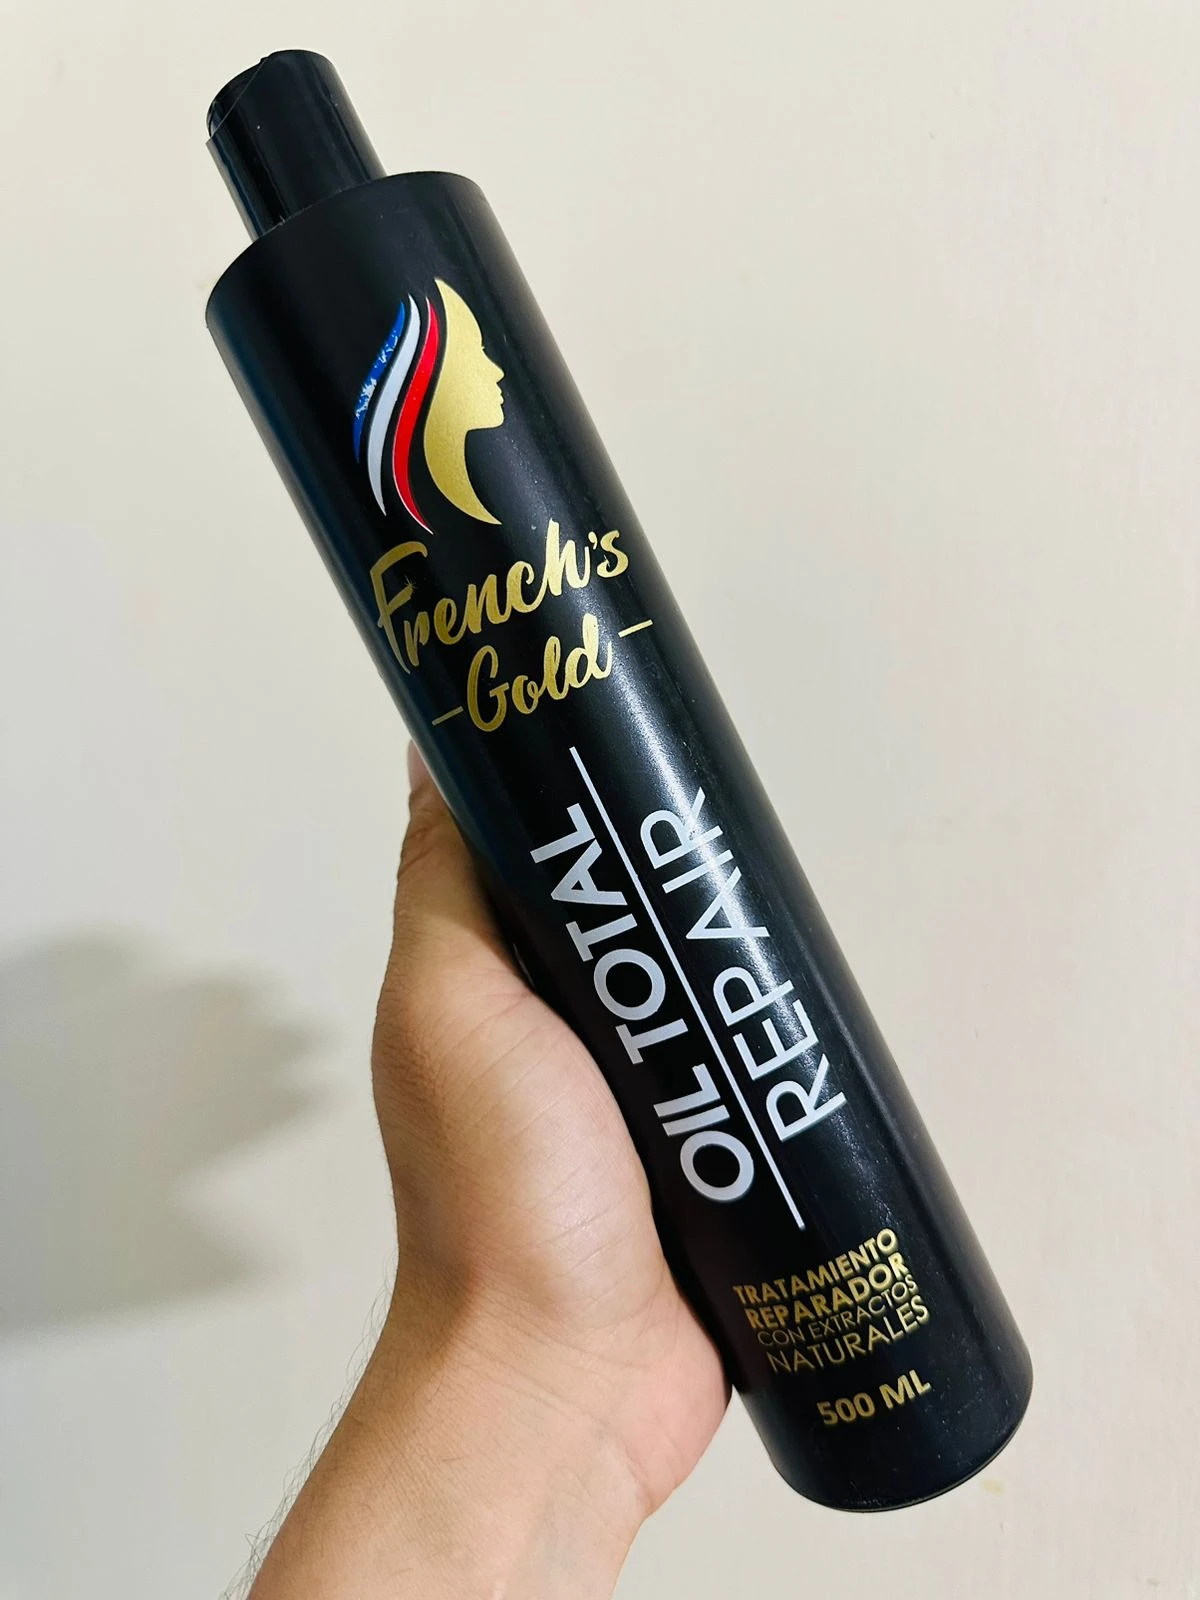 French's
Gold
OIL TOTAL
REPAIR
TRATAMIENTO
REPARADOR
CON EXTRACTOS
NATURALES
500 ML